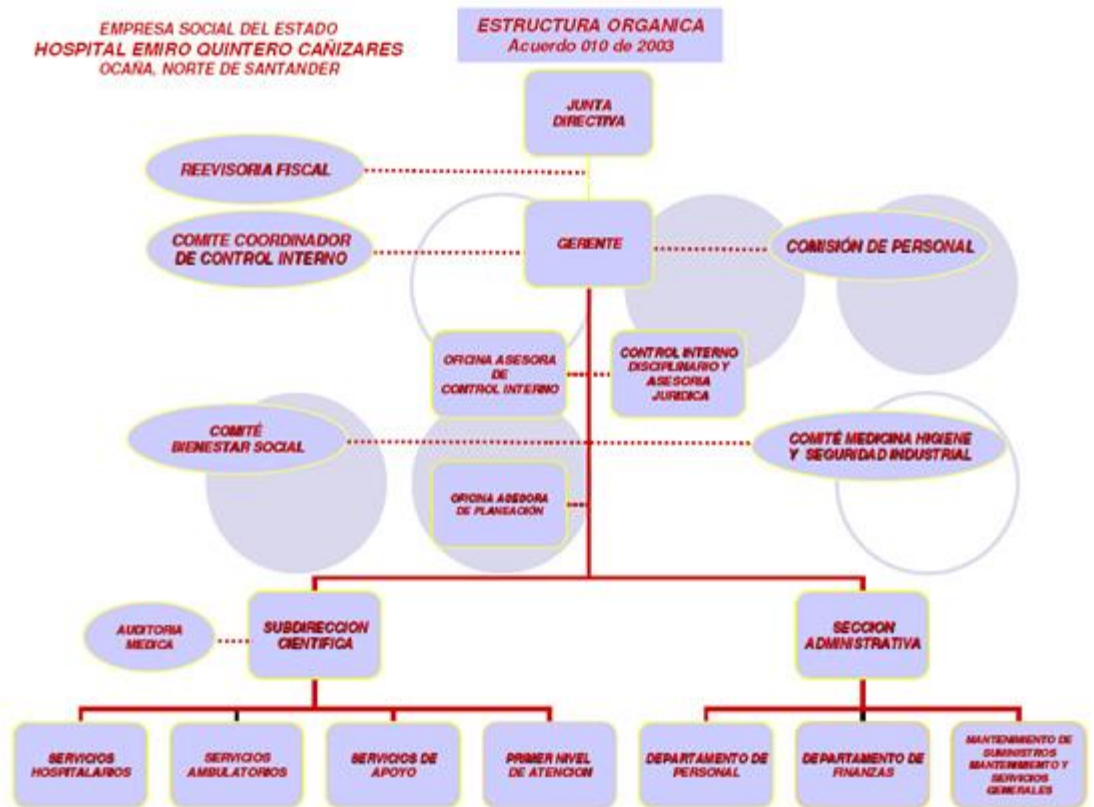 EMPRESA SOCIAL DEL ESTADO
HOSPITAL EMIRO QUINTERO CAÑIZARES
OCAÑA, NORTE DE SANTANDER
ESTRUCTURA ORGANICA
Acuerdo 010 de 2003
JUNTA
DIRECTIVA
REEVISORIA FISCAL
COMITE COORDINADOR
DE CONTROL INTERNO
GERENTE
COMISIÓN DE PERSONAL
OFICINA ASESORA
DE
CONTROL INTERNO
CONTROL INTERNO
DISCIPLINARIO Y
ASESORIA
JURIDICA
COMITÉ
BIENESTAR SOCIAL
COMITÉ MEDICINA HIGIENE
Y SEGURIDAD INDUSTRIAL
OFICINA ASESORA
DE PLANEACIÓN
AUDITORIA
MEDICA
SUBDIRECCION
CIENTIFICA
SECCION
ADMINISTRATIVA
SERVICIOS
HOSPITALARIOS
SERVICIOS
AMBULATORIOS
SERVICIOS DE
APOYO
PRIMER NIVEL
DE ATENCION
DEPARTAMENTO DE
PERSONAL
DEPARTAMENTO DE
FINANZAS
MANTENIMIENTO DE
SUMINISTROS
MANTENIMIENTO Y
SERVICIOS
GENERALES